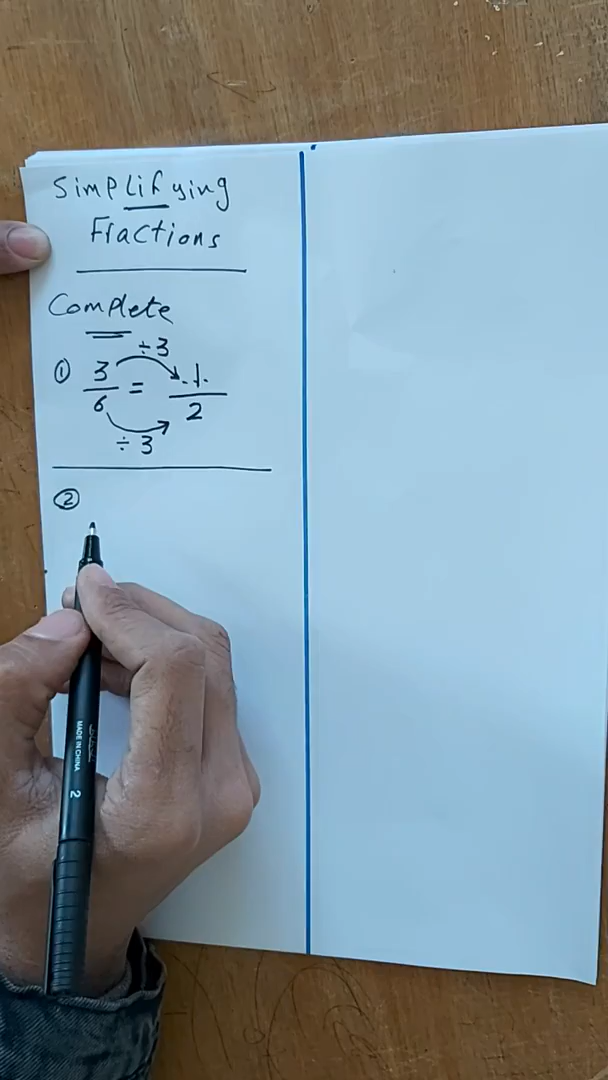 Simplifying
Fractions
Complete
÷3
① 3/6 = 1/2
÷3
②
MADE IN CHINA 2